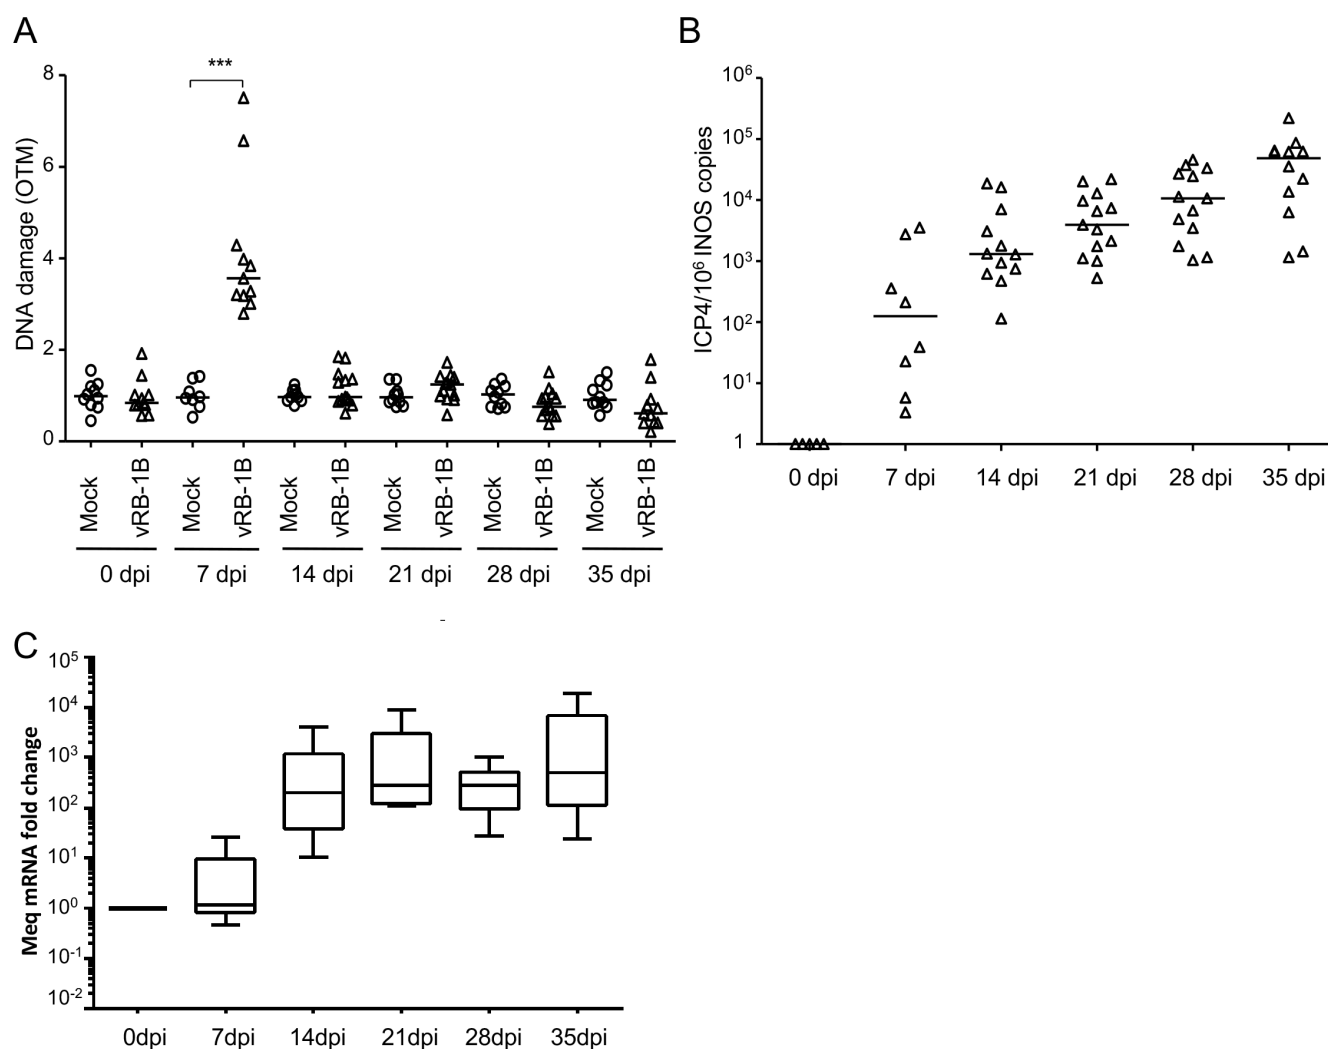 A
DNA damage (OTM)
8
6
4
2
0
***
Mock
vRB-1B
Mock
vRB-1B
Mock
vRB-1B
Mock
vRB-1B
Mock
vRB-1B
Mock
vRB-1B
0 dpi
7 dpi
14 dpi
21 dpi
28 dpi
35 dpi
B
ICP4/10⁶ INOS copies
10⁶
10⁵
10⁴
10³
10²
10¹
1
0 dpi
7 dpi
14 dpi
21 dpi
28 dpi
35 dpi
C
Meq mRNA fold change
10⁵
10⁴
10³
10²
10¹
10⁰
10⁻¹
10⁻²
0dpi
7dpi
14dpi
21dpi
28dpi
35dpi